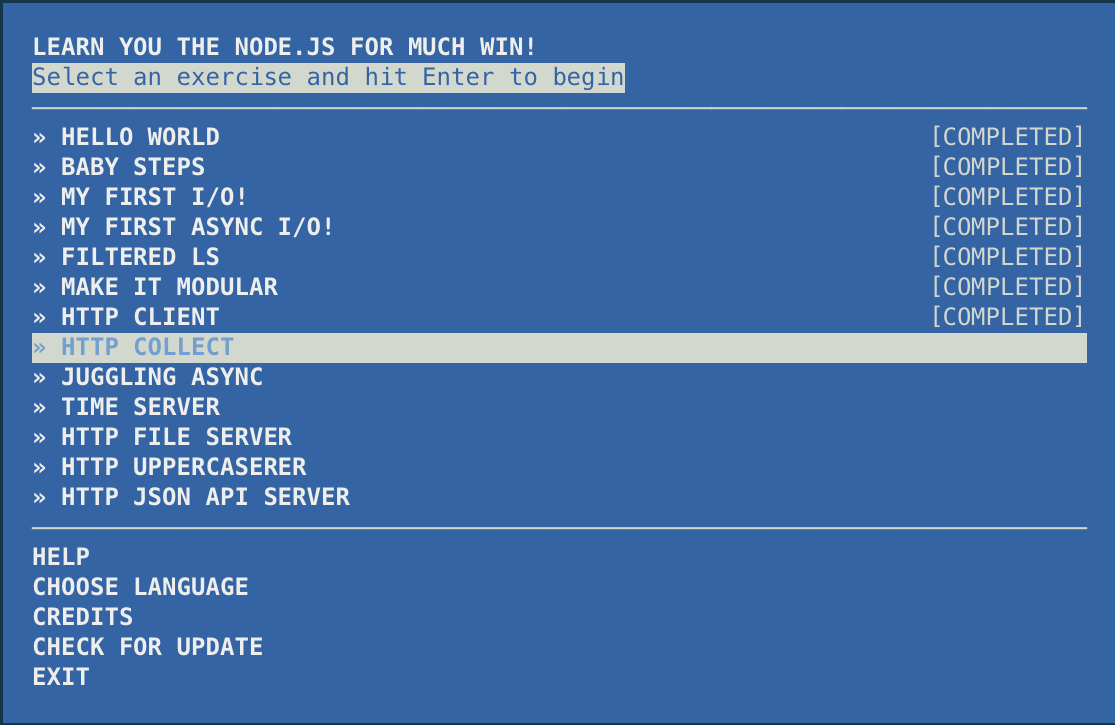 LEARN YOU THE NODE.JS FOR MUCH WIN!
Select an exercise and hit Enter to begin
» HELLO WORLD [COMPLETED]
» BABY STEPS [COMPLETED]
» MY FIRST I/O! [COMPLETED]
» MY FIRST ASYNC I/O! [COMPLETED]
» FILTERED LS [COMPLETED]
» MAKE IT MODULAR [COMPLETED]
» HTTP CLIENT [COMPLETED]
» HTTP COLLECT
» JUGGLING ASYNC
» TIME SERVER
» HTTP FILE SERVER
» HTTP UPPERCASERER
» HTTP JSON API SERVER
HELP
CHOOSE LANGUAGE
CREDITS
CHECK FOR UPDATE
EXIT